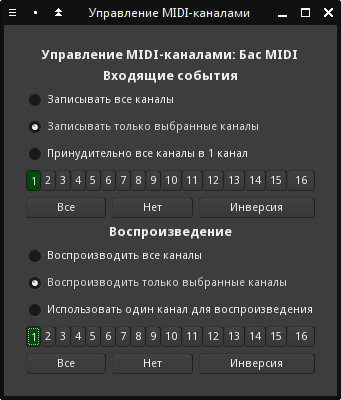 Управление MIDI-каналами
Управление MIDI-каналами: Бас MIDI
Входящие события
Записывать все каналы
Записывать только выбранные каналы
Принудительно все каналы в 1 канал
1 2 3 4 5 6 7 8 9 10 11 12 13 14 15 16
Все Нет Инверсия
Воспроизведение
Воспроизводить все каналы
Воспроизводить только выбранные каналы
Использовать один канал для воспроизведения
1 2 3 4 5 6 7 8 9 10 11 12 13 14 15 16
Все Нет Инверсия